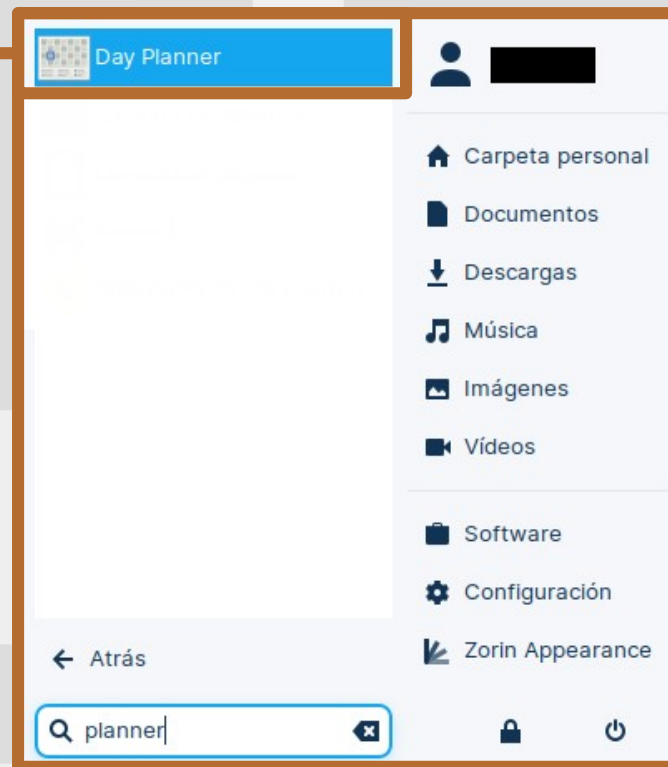 Day Planner
Carpeta personal
Documentos
Descargas
Música
Imágenes
Vídeos
Software
Configuración
Zorin Appearance
Atrás
planner